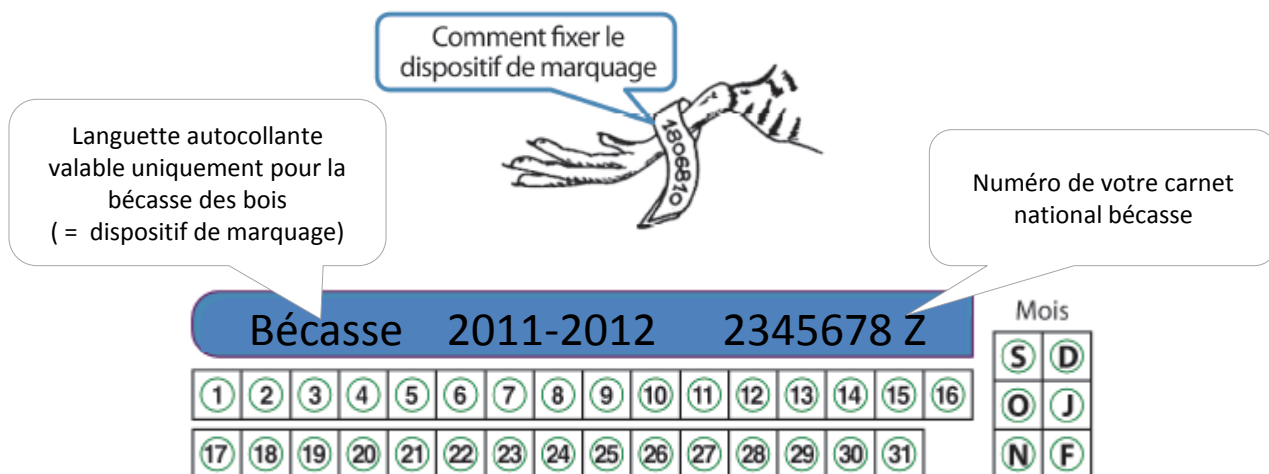 Comment fixer le
dispositif de marquage
1806810
Languette autocollante
valable uniquement pour la
bécasse des bois
( = dispositif de marquage)
Numéro de votre carnet
national bécasse
Bécasse 2011-2012 2345678 Z
Mois
S D
1 2 3 4 5 6 7 8 9 10 11 12 13 14 15 16
O J
17 18 19 20 21 22 23 24 25 26 27 28 29 30 31
N F